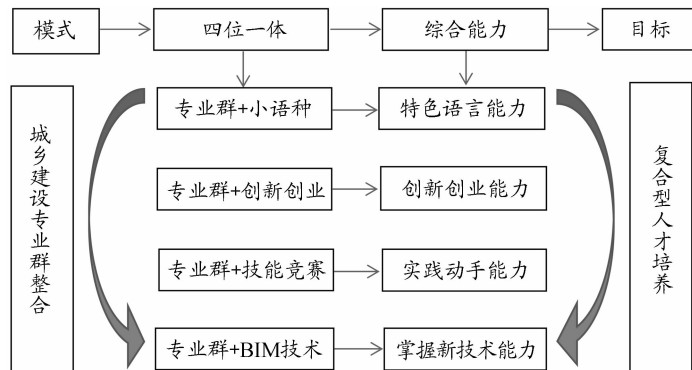 模式
四位一体
综合能力
目标
城乡建设专业群整合
专业群+小语种
特色语言能力
专业群+创新创业
创新创业能力
专业群+技能竞赛
实践动手能力
专业群+BIM技术
掌握新技术能力
复合型人才培养